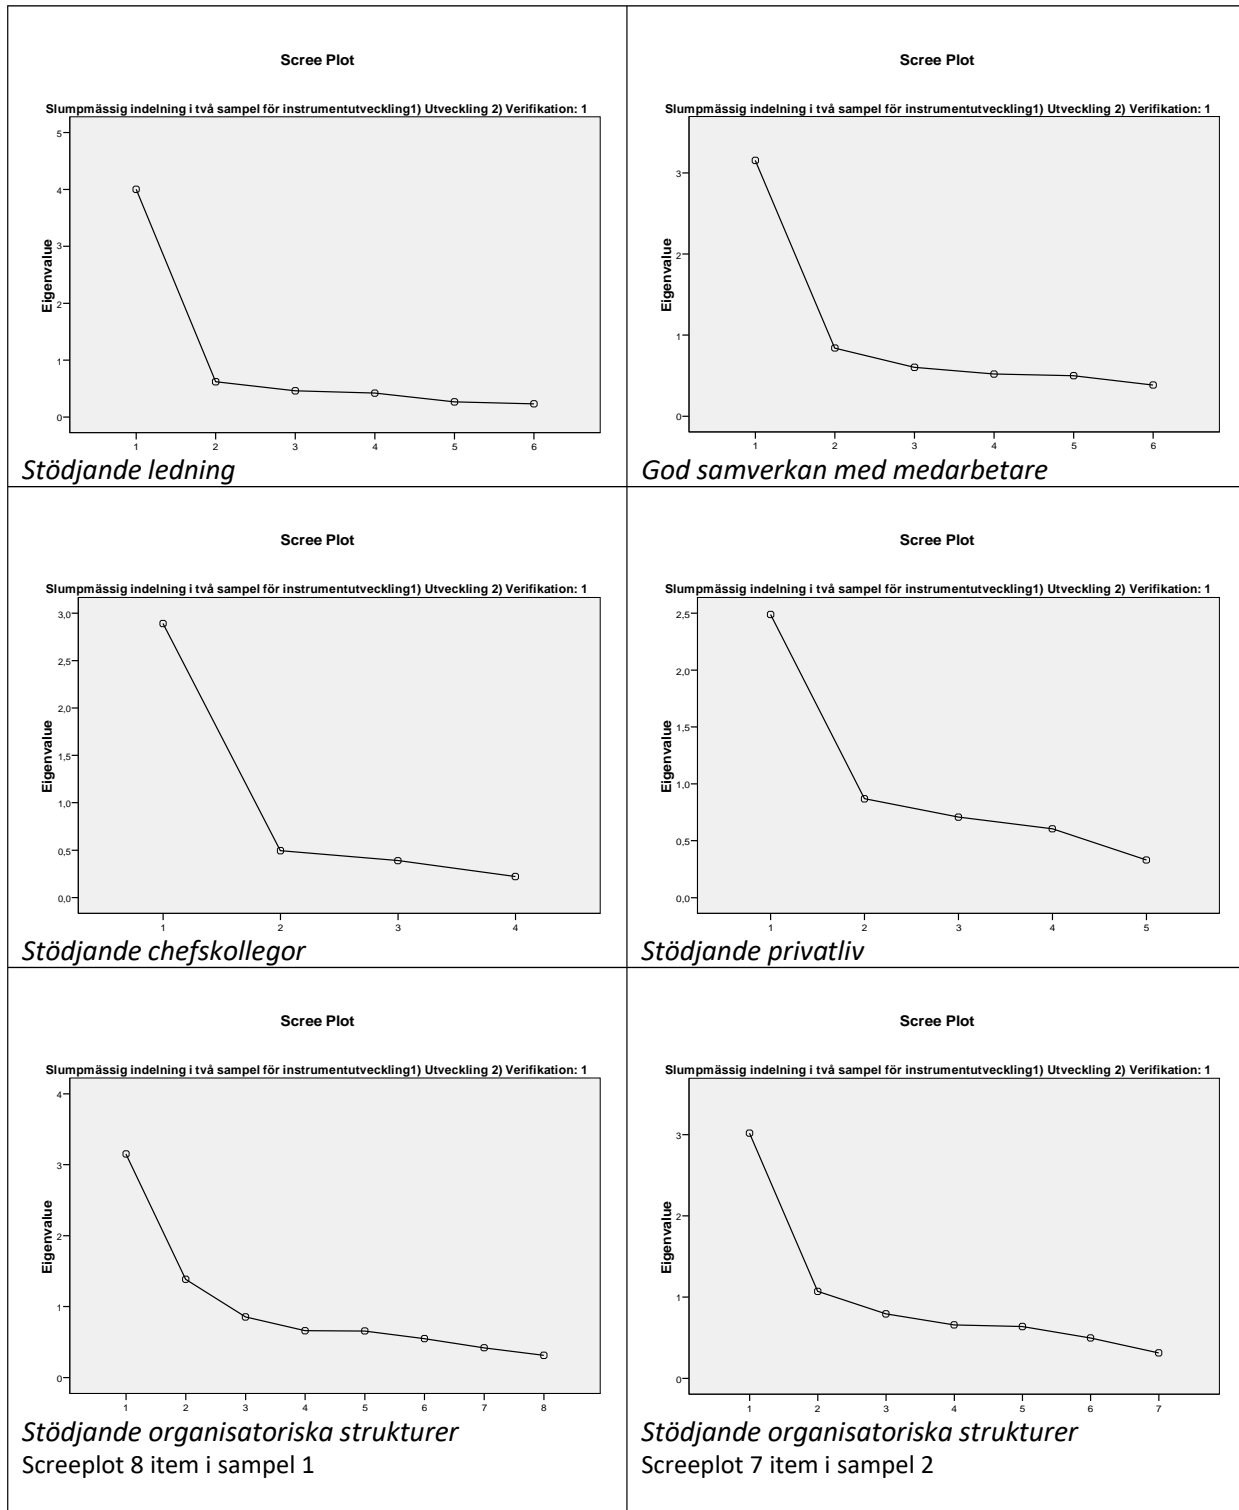 Scree Plot
Slumpmässig indelning i två sampel för instrumentutveckling1) Utveckling 2) Verifikation: 1
5
4
3
2
1
0
Eigenvalue
1 2 3 4 5 6
Stödjande ledning
Scree Plot
Slumpmässig indelning i två sampel för instrumentutveckling1) Utveckling 2) Verifikation: 1
3
2
1
0
Eigenvalue
1 2 3 4 5 6
God samverkan med medarbetare
Scree Plot
Slumpmässig indelning i två sampel för instrumentutveckling1) Utveckling 2) Verifikation: 1
3,0
2,5
2,0
1,5
1,0
0,5
0,0
Eigenvalue
1 2 3 4
Stödjande chefskollegor
Scree Plot
Slumpmässig indelning i två sampel för instrumentutveckling1) Utveckling 2) Verifikation: 1
2,5
2,0
1,5
1,0
0,5
0,0
Eigenvalue
1 2 3 4 5
Stödjande privatliv
Scree Plot
Slumpmässig indelning i två sampel för instrumentutveckling1) Utveckling 2) Verifikation: 1
4
3
2
1
0
Eigenvalue
1 2 3 4 5 6 7 8
Stödjande organisatoriska strukturer
Screeplot 8 item i sampel 1
Scree Plot
Slumpmässig indelning i två sampel för instrumentutveckling1) Utveckling 2) Verifikation: 1
3
2
1
0
Eigenvalue
1 2 3 4 5 6 7
Stödjande organisatoriska strukturer
Screeplot 7 item i sampel 2